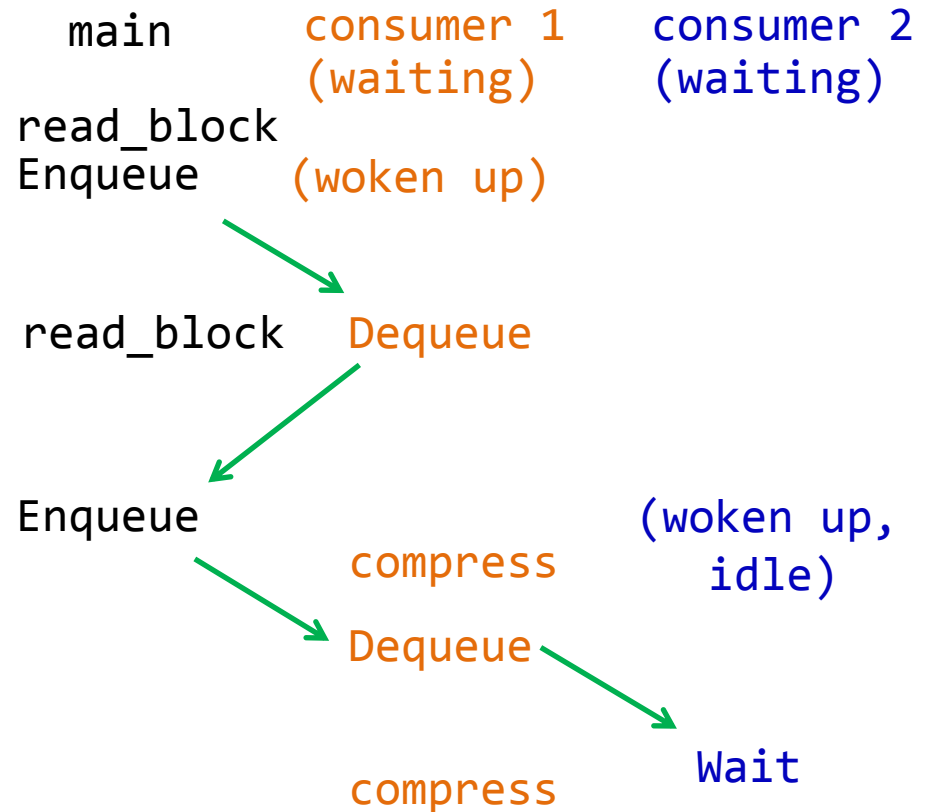 main
consumer 1
(waiting)
consumer 2
(waiting)
read_block
Enqueue
(woken up)
read_block
Dequeue
Enqueue
(woken up,
idle)
compress
Dequeue
Wait
compress